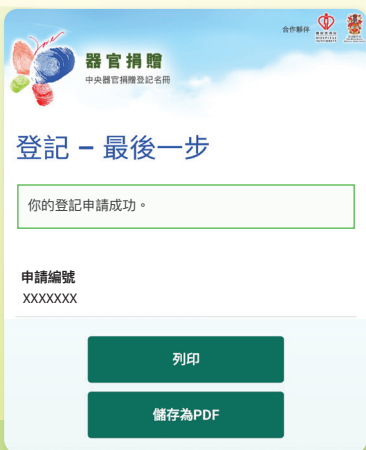 合作夥伴
器官捐贈
中央器官捐贈登記名冊
登記 – 最後一步
你的登記申請成功。
申請編號
XXXXXXX
列印
儲存為PDF